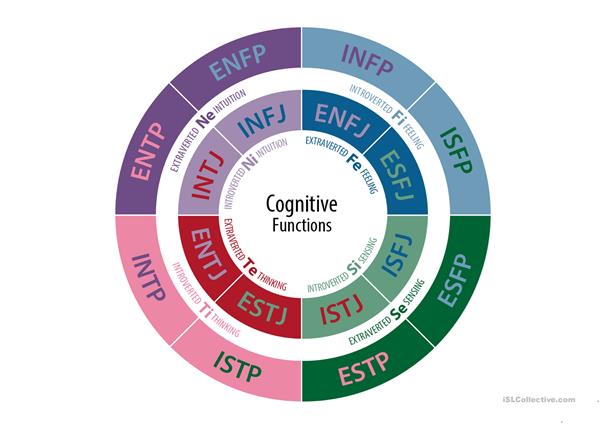 ENFP
INFP
ENTP
EXTRAVERTED Ne INTUITION
INTROVERTED Fi FEELING
ISFP
INFJ
ENFJ
INTJ
INTROVERTED Ni INTUITION
EXTRAVERTED Fe FEELING
ESFJ
Cognitive
Functions
ENTJ
EXTRAVERTED Te THINKING
INTROVERTED Si SENSING
ISFJ
ESTJ
ISTJ
INTP
INTROVERTED Ti THINKING
EXTRAVERTED Se SENSING
ESFP
ISTP
ESTP
iSLCollective.com